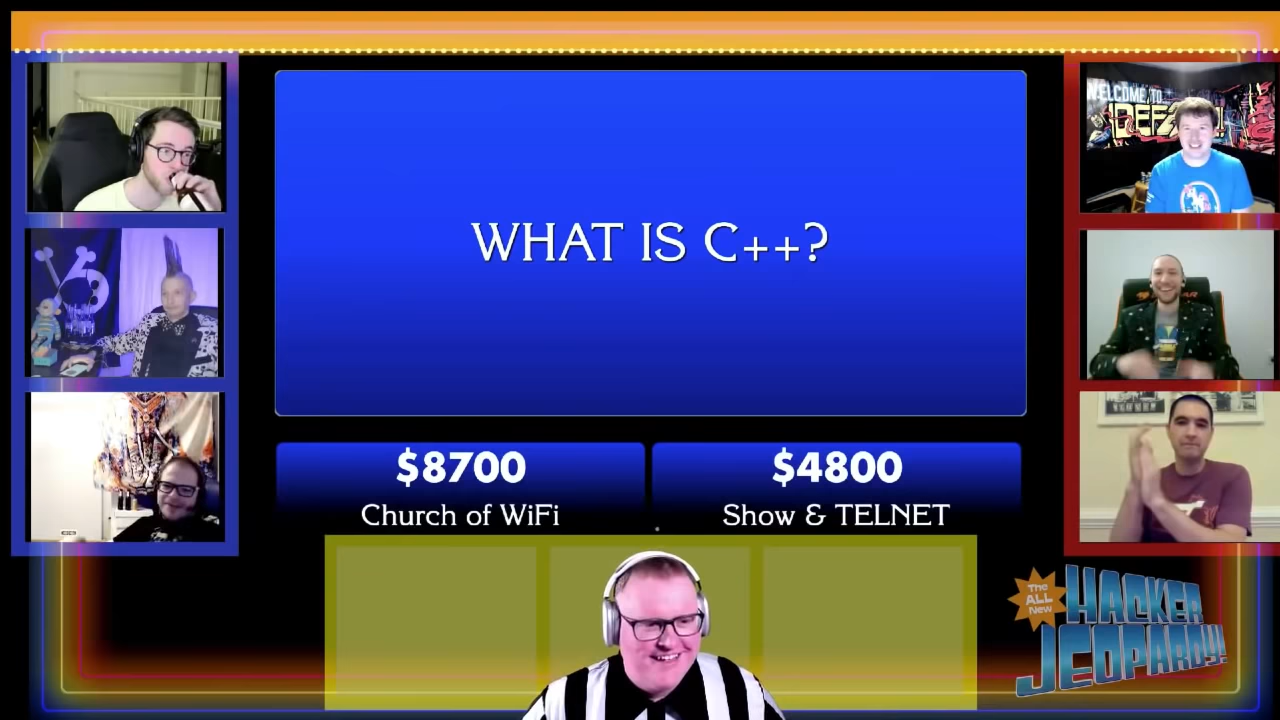 WELCOME TO
WHAT IS C++?
$8700
$4800
Church of WiFi
Show & TELNET
The
ALL
New
HACKER
JEOPARDY!!